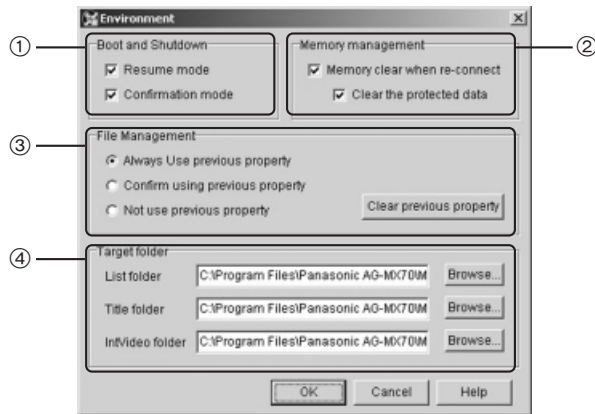 Environment
① Boot and Shutdown
Resume mode
Confirmation mode
Memory management ②
Memory clear when re-connect
Clear the protected data
③ File Management
Always Use previous property
Confirm using previous property
Not use previous property
Clear previous property
④ Target folder
List folder C:\Program Files\Panasonic AG-MX70\M Browse...
Title folder C:\Program Files\Panasonic AG-MX70\M Browse...
IntVideo folder C:\Program Files\Panasonic AG-MX70\M Browse...
OK Cancel Help